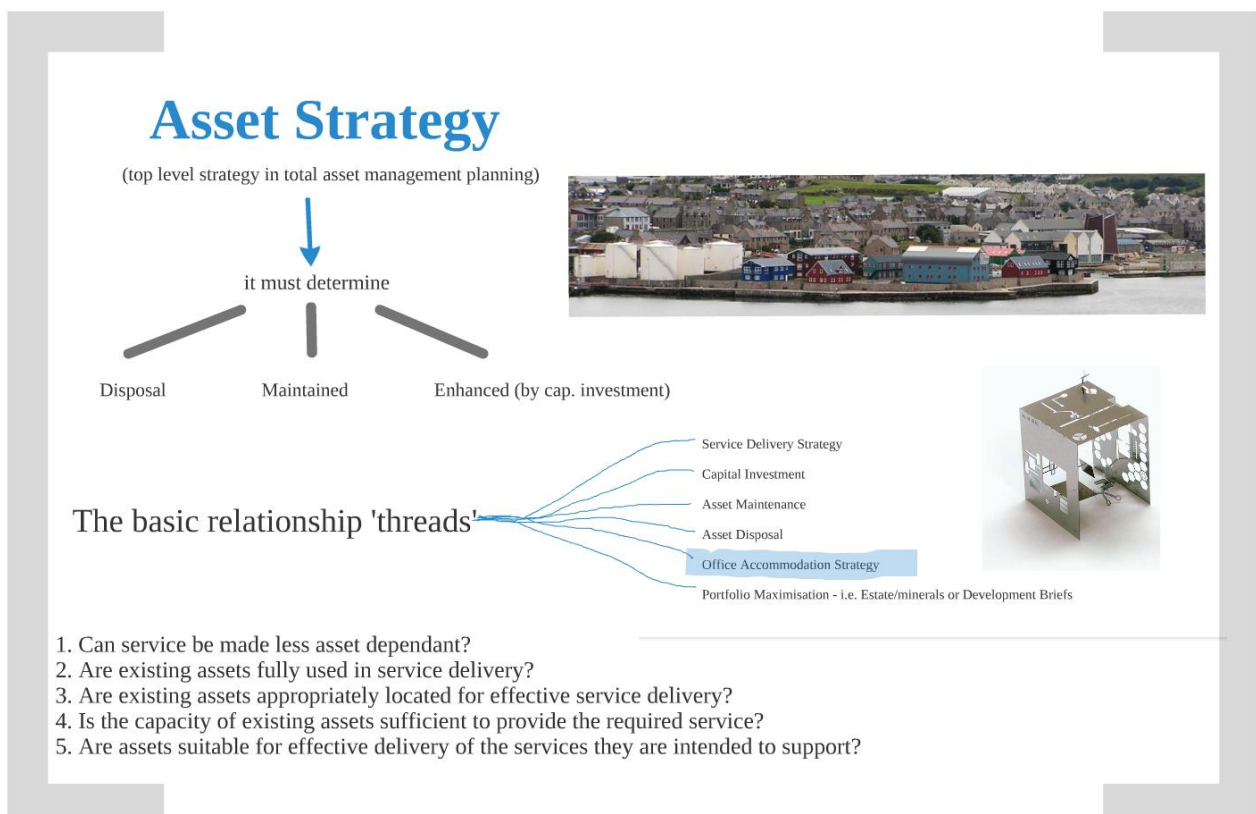 Asset Strategy
(top level strategy in total asset management planning)
it must determine
Disposal
Maintained
Enhanced (by cap. investment)
The basic relationship 'threads'
Service Delivery Strategy
Capital Investment
Asset Maintenance
Asset Disposal
Office Accommodation Strategy
Portfolio Maximisation - i.e. Estate/minerals or Development Briefs
1. Can service be made less asset dependant?
2. Are existing assets fully used in service delivery?
3. Are existing assets appropriately located for effective service delivery?
4. Is the capacity of existing assets sufficient to provide the required service?
5. Are assets suitable for effective delivery of the services they are intended to support?